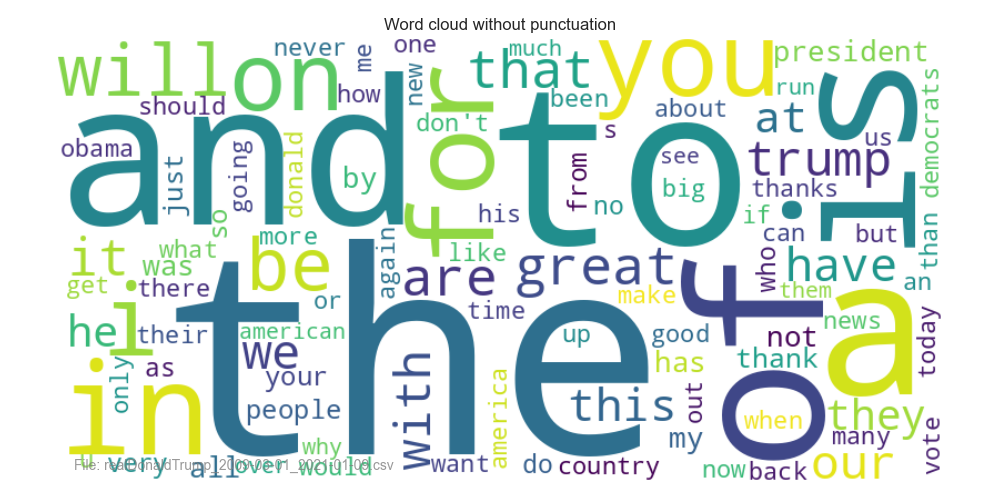 Word cloud without punctuation
will
on
never
me
one
new
much
that
you
president
should
how
been
run
is
obama
and
for
don't
to
s
about
at
us
democrats
just
going
donald
by
from
see
trump
big
thanks
so
his
no
if
can
but
than
it
what
was
more
again
like
are
great
of
who
have
an
get
there
be
i
the
or
time
make
them
a
he
their
american
we
up
good
not
news
today
only
as
your
with
america
this
has
thank
out
in
people
my
when
they
many
vote
File: realDonaldTrump_2009-03-01_2021-01-09.csv
very
all
over
why
would
want
do
country
now
back
our